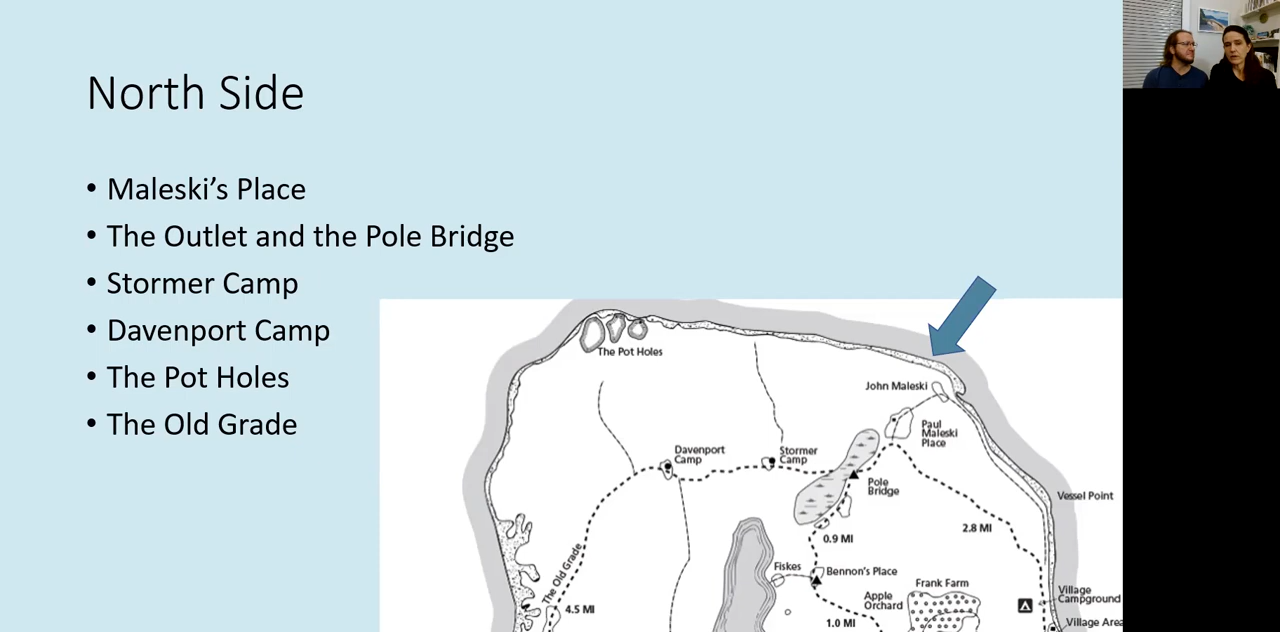 North Side
• Maleski’s Place
• The Outlet and the Pole Bridge
• Stormer Camp
• Davenport Camp
• The Pot Holes
• The Old Grade
The Pot Holes
John Maleski
Paul
Maleski
Place
Davenport
Camp
Stormer
Camp
Pole
Bridge
Vessel Point
2.8 MI
0.9 MI
The Old Grade
Fiskes
Bennon's Place
Frank Farm
Apple
Orchard
Village
Campground
4.5 MI
1.0 MI
Village Area